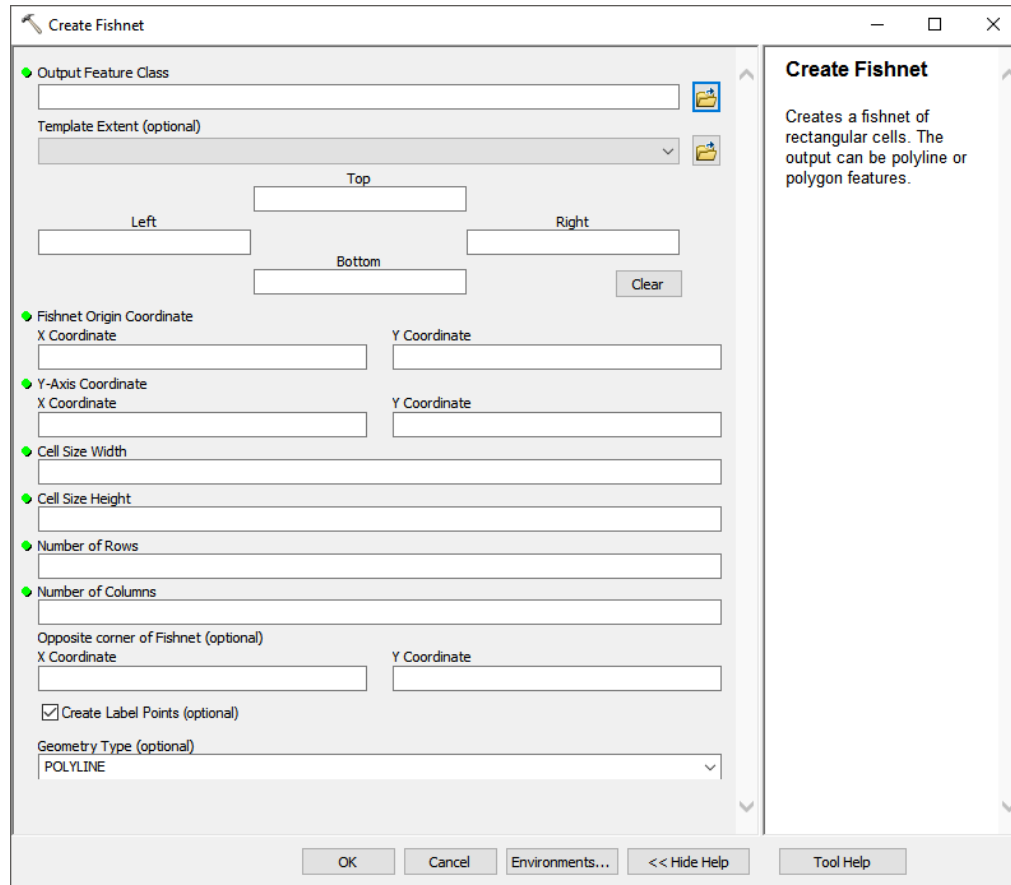 Create Fishnet
Output Feature Class
Template Extent (optional)
Top
Left
Right
Bottom
Clear
Fishnet Origin Coordinate
X Coordinate
Y Coordinate
Y-Axis Coordinate
X Coordinate
Y Coordinate
Cell Size Width
Cell Size Height
Number of Rows
Number of Columns
Opposite corner of Fishnet (optional)
X Coordinate
Y Coordinate
Create Label Points (optional)
Geometry Type (optional)
POLYLINE
Create Fishnet
Creates a fishnet of
rectangular cells. The
output can be polyline or
polygon features.
OK
Cancel
Environments...
<< Hide Help
Tool Help